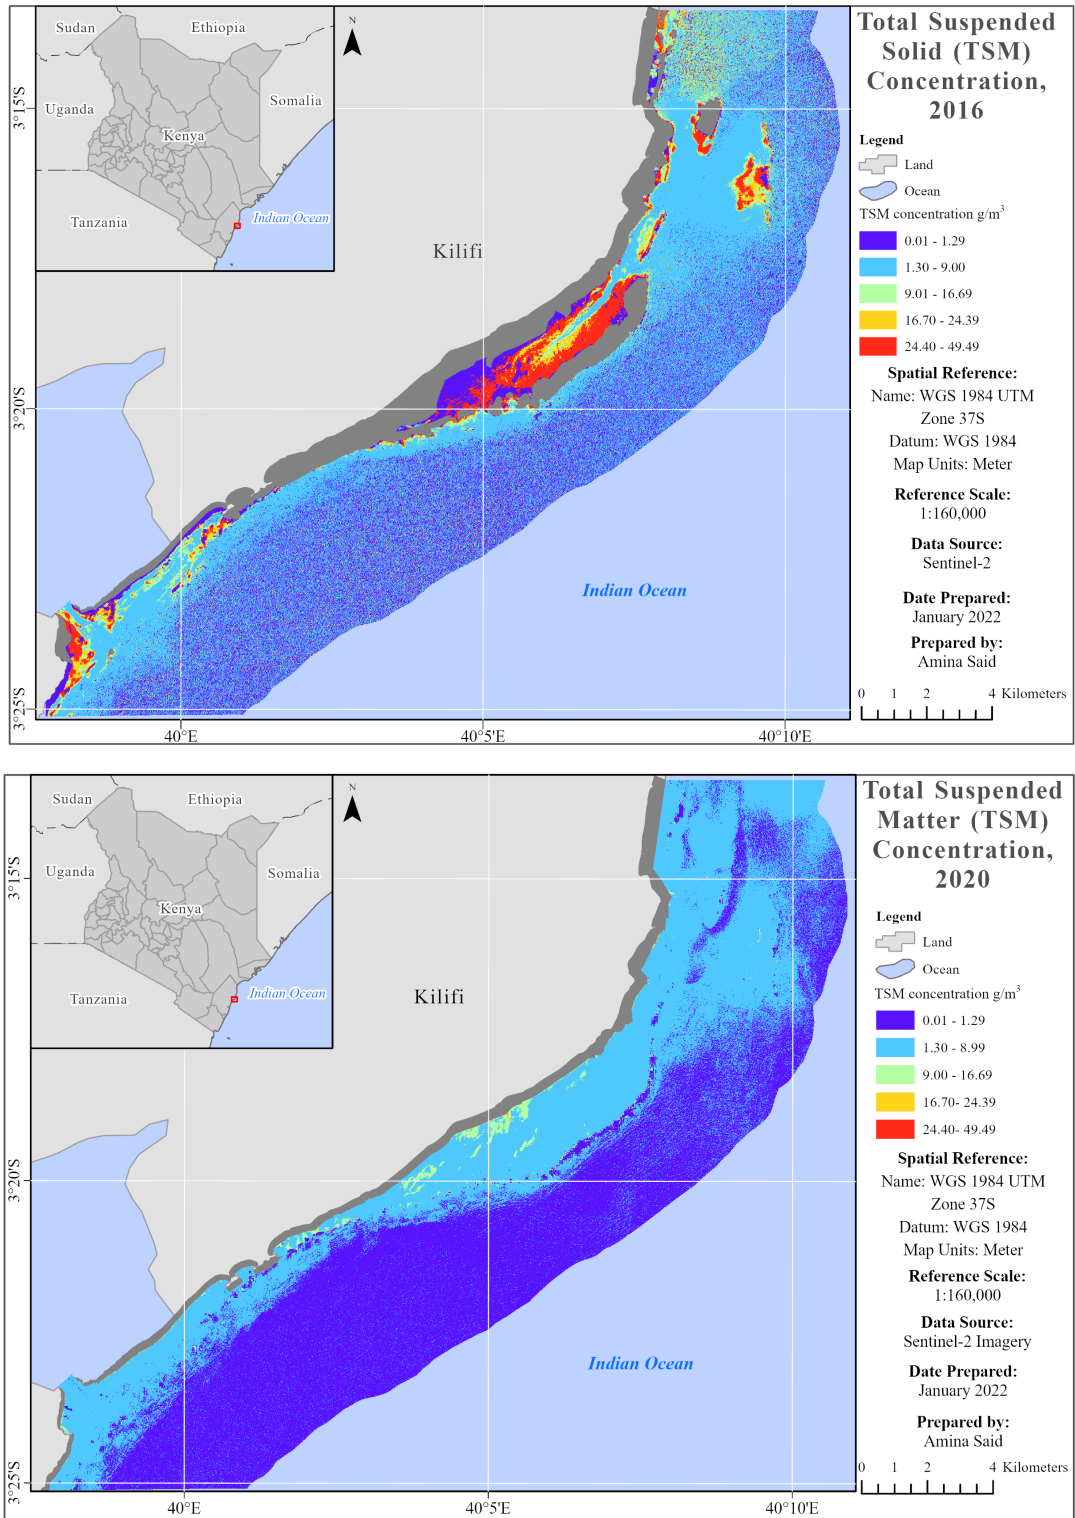 Total Suspended
Solid (TSM)
Concentration,
2016
Sudan
Ethiopia
Uganda
Somalia
Kenya
Tanzania
Indian Ocean
N
Kilifi
Indian Ocean
3°15'S
3°20'S
3°25'S
40°E
40°5'E
40°10'E
Legend
Land
Ocean
TSM concentration g/m³
0.01 - 1.29
1.30 - 9.00
9.01 - 16.69
16.70 - 24.39
24.40 - 49.49
Spatial Reference:
Name: WGS 1984 UTM
Zone 37S
Datum: WGS 1984
Map Units: Meter
Reference Scale:
1:160,000
Data Source:
Sentinel-2
Date Prepared:
January 2022
Prepared by:
Amina Said
0 1 2 4 Kilometers
Total Suspended
Matter (TSM)
Concentration,
2020
Sudan
Ethiopia
Uganda
Somalia
Kenya
Tanzania
Indian Ocean
N
Kilifi
Indian Ocean
3°15'S
3°20'S
3°25'S
40°E
40°5'E
40°10'E
Legend
Land
Ocean
TSM concentration g/m³
0.01 - 1.29
1.30 - 8.99
9.00 - 16.69
16.70- 24.39
24.40- 49.49
Spatial Reference:
Name: WGS 1984 UTM
Zone 37S
Datum: WGS 1984
Map Units: Meter
Reference Scale:
1:160,000
Data Source:
Sentinel-2 Imagery
Date Prepared:
January 2022
Prepared by:
Amina Said
0 1 2 4 Kilometers